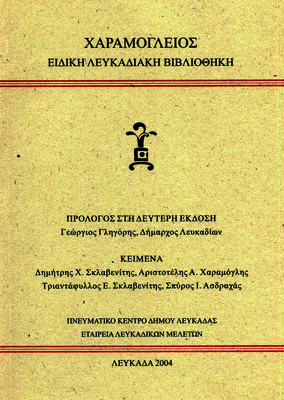 ΧΑΡΑΜΟΓΛΕΙΟΣ
ΕΙΔΙΚΗ ΛΕΥΚΑΔΙΑΚΗ ΒΙΒΛΙΟΘΗΚΗ
ΠΡΟΛΟΓΟΣ ΣΤΗ ΔΕΥΤΕΡΗ ΕΚΔΟΣΗ
Γεώργιος Γληγόρης, Δήμαρχος Λευκαδίων
ΚΕΙΜΕΝΑ
Δημήτρης Χ. Σκλαβενίτης, Αριστοτέλης Α. Χαραμόγλης
Τριαντάφυλλος Ε. Σκλαβενίτης, Σπύρος Ι. Ασδραχάς
ΠΝΕΥΜΑΤΙΚΟ ΚΕΝΤΡΟ ΔΗΜΟΥ ΛΕΥΚΑΔΑΣ
ΕΤΑΙΡΕΙΑ ΛΕΥΚΑΔΙΚΩΝ ΜΕΛΕΤΩΝ
ΛΕΥΚΑΔΑ 2004